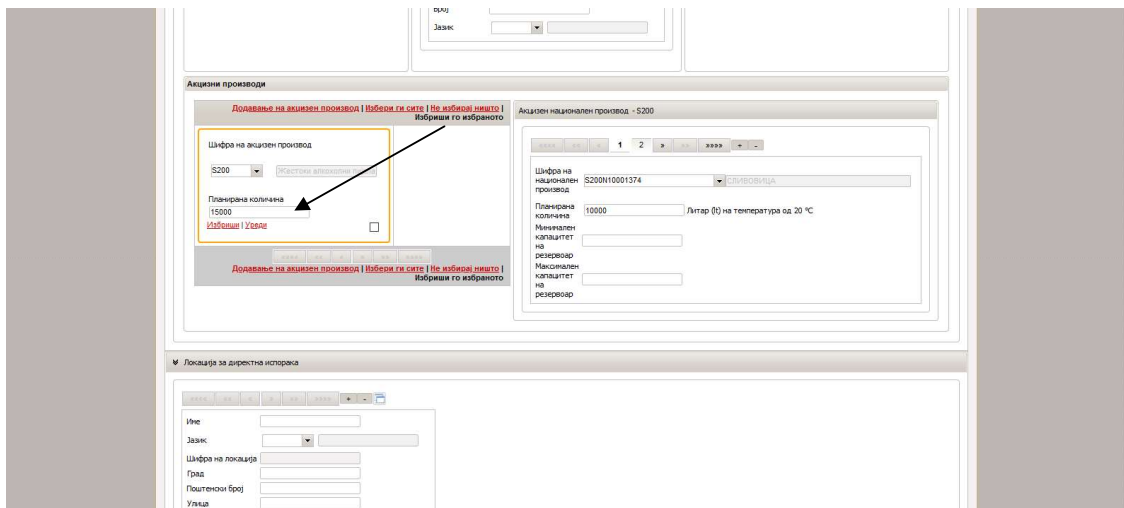 Број
Јазик
Акцизни производи
Додавање на акцизен производ | Избери ги сите | Не избирај ништо |
Избриши го избраното
Шифра на акцизен производ
S200
Жестоки алкохолни пијала
Планирана количина
15000
Избриши | Уреди
«««« «« « » »» »»»»
Додавање на акцизен производ | Избери ги сите | Не избирај ништо |
Избриши го избраното
Акцизен национален производ - S200
«««« «« « 1 2 » »» »»»» + -
Шифра на
национален
производ
S200N10001374
СЛИВОВИЦА
Планирана
количина
10000
Литар (lt) на температура од 20 °C
Минимален
капацитет
на
резервоар
Максимален
капацитет
на
резервоар
Локација за директна испорака
«««« «« « » »» »»»» + -
Име
Јазик
Шифра на локација
Град
Поштенски број
Улица